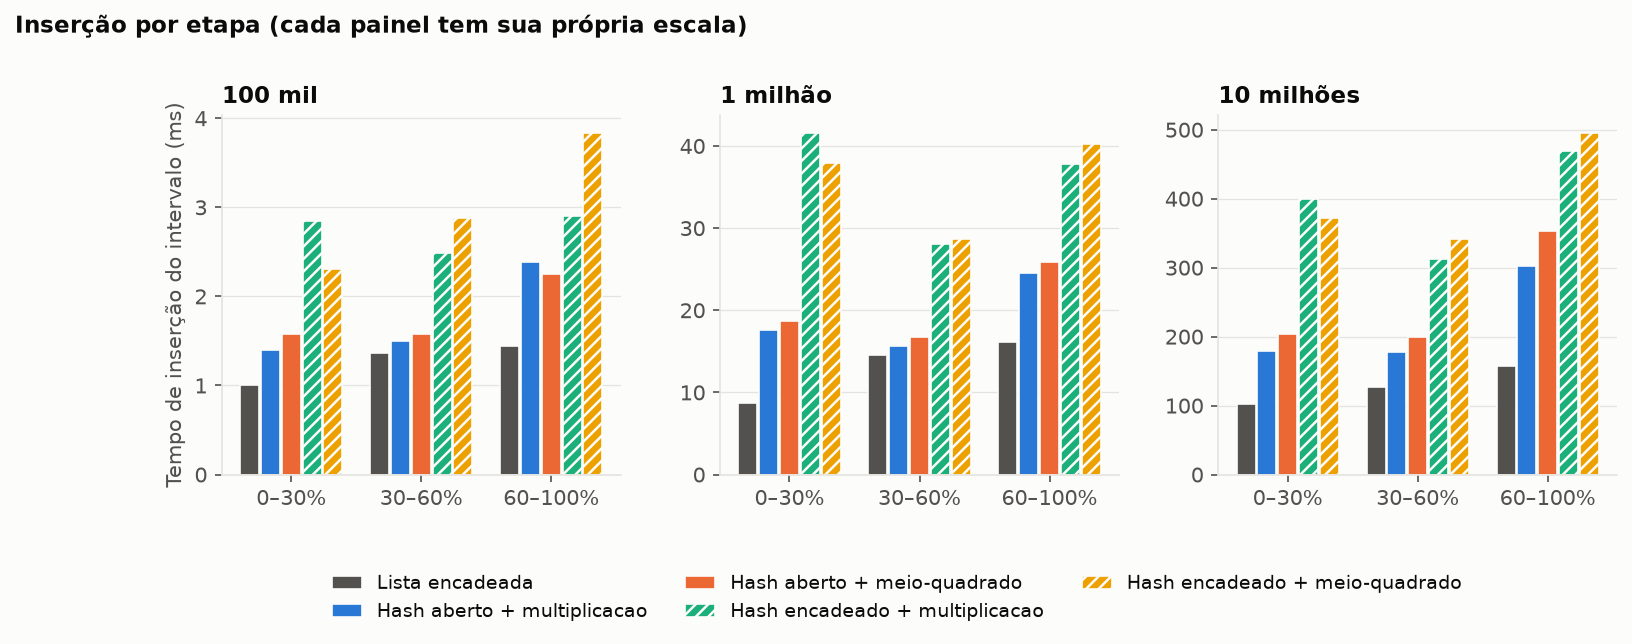 Inserção por etapa (cada painel tem sua própria escala)
Tempo de inserção do intervalo (ms)
100 mil
4
3
2
1
0
0–30%
30–60%
60–100%
1 milhão
40
30
20
10
0
0–30%
30–60%
60–100%
10 milhões
500
400
300
200
100
0
0–30%
30–60%
60–100%
Lista encadeada
Hash aberto + multiplicacao
Hash aberto + meio-quadrado
Hash encadeado + multiplicacao
Hash encadeado + meio-quadrado